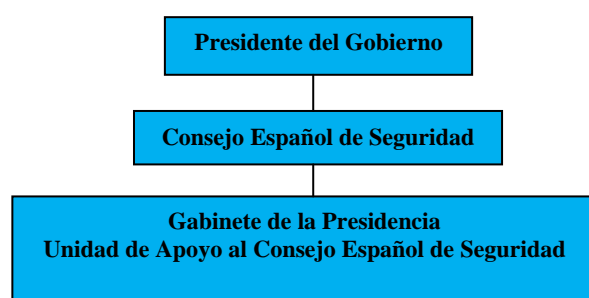 Presidente del Gobierno
Consejo Español de Seguridad
Gabinete de la Presidencia
Unidad de Apoyo al Consejo Español de Seguridad